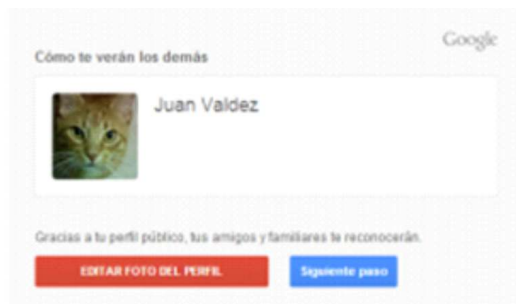 Google
Cómo te verán los demás
Juan Valdez
Gracias a tu perfil público, tus amigos y familiares te reconocerán.
EDITAR FOTO DEL PERFIL
Siguiente paso